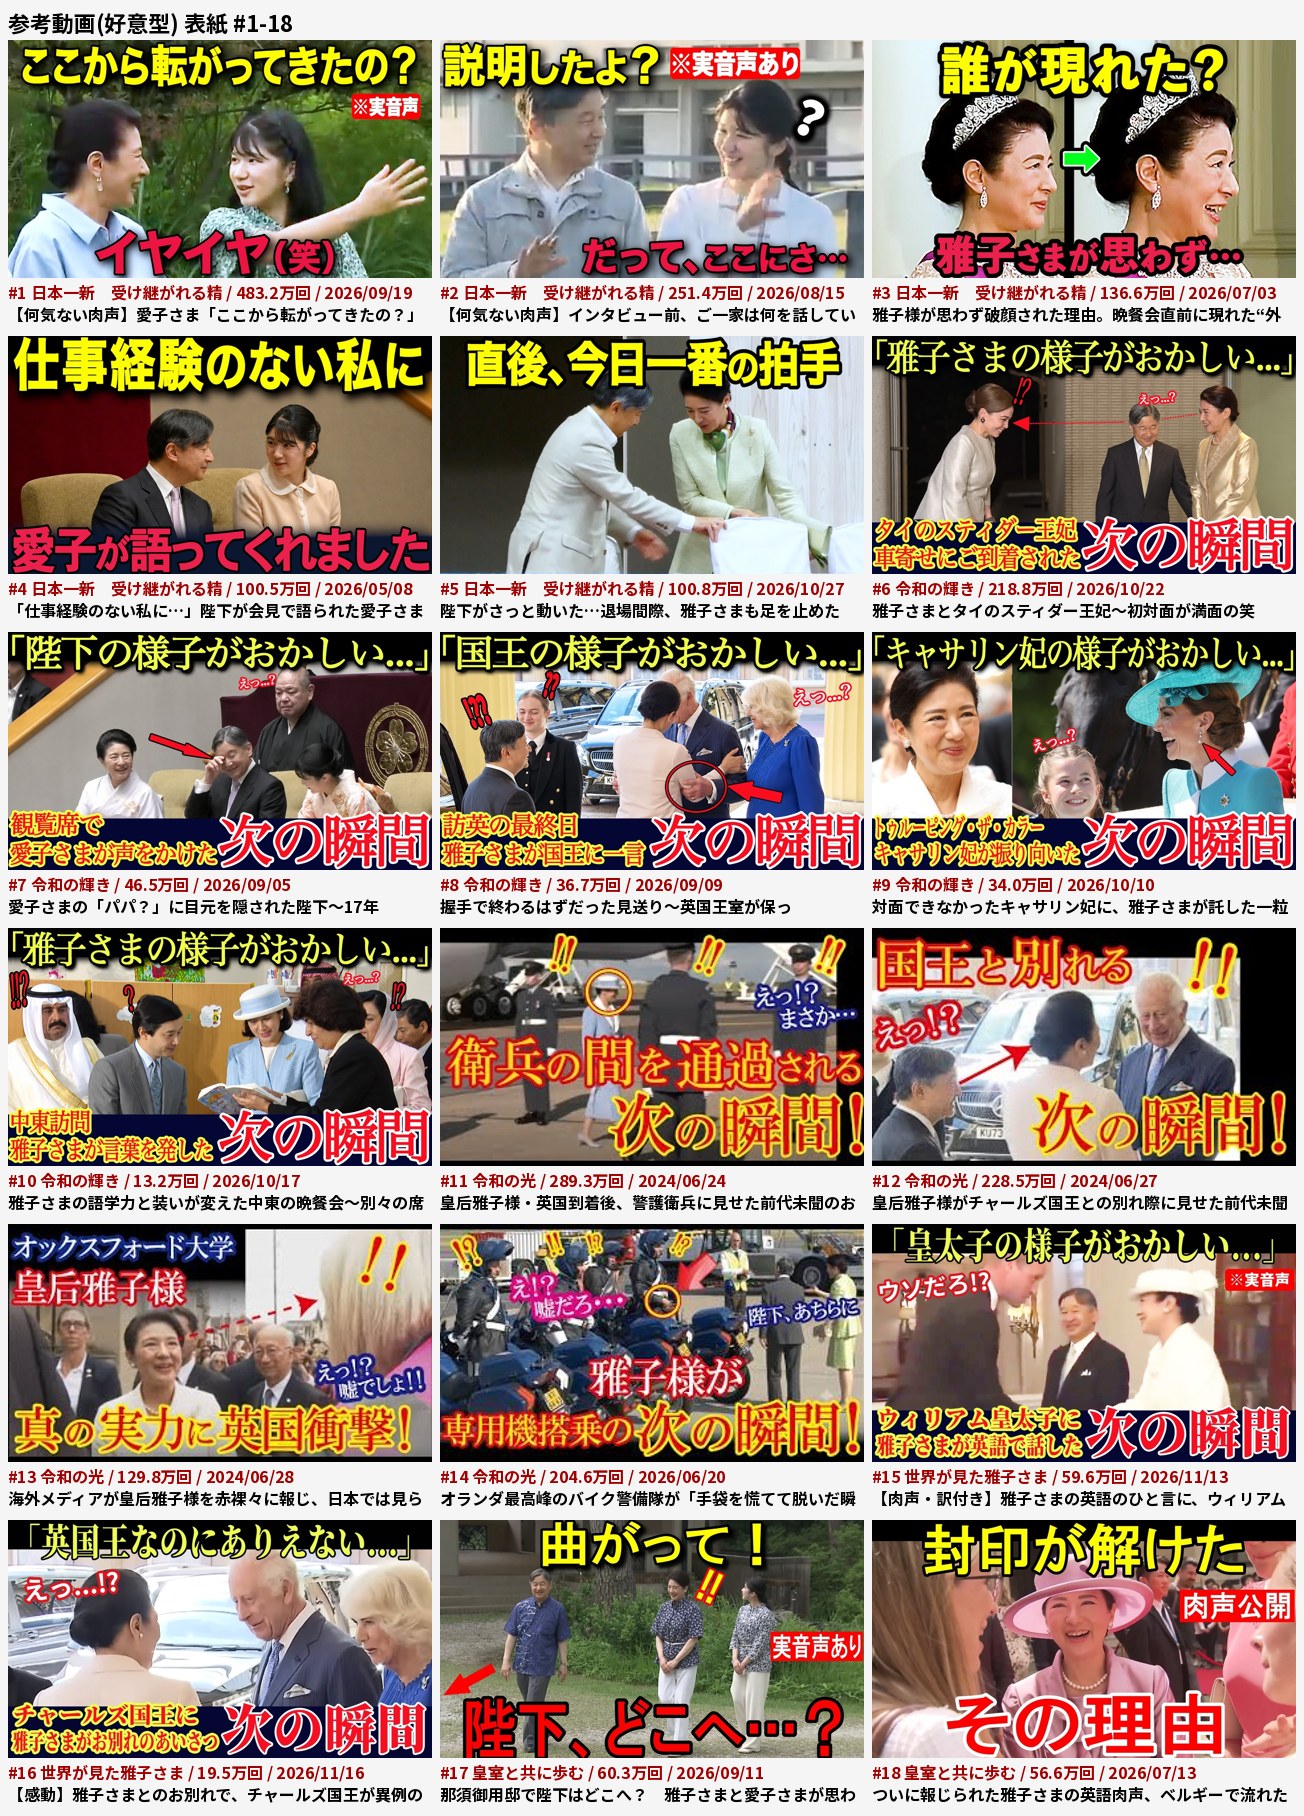 参考動画(好意型) 表紙 #1-18
ここから転がってきたの？
※実音声
イヤイヤ(笑)
#1 日本一新　受け継がれる精 / 483.2万回 / 2026/09/19
【何気ない肉声】愛子さま「ここから転がってきたの？」
説明したよ？
※実音声あり
?
だって、ここにさ…
#2 日本一新　受け継がれる精 / 251.4万回 / 2026/08/15
【何気ない肉声】インタビュー前、ご一家は何を話してい
誰が現れた？
雅子さまが思わず…
#3 日本一新　受け継がれる精 / 136.6万回 / 2026/07/03
雅子様が思わず破顔された理由。晩餐会直前に現れた“外
仕事経験のない私に
愛子が語ってくれました
#4 日本一新　受け継がれる精 / 100.5万回 / 2026/05/08
「仕事経験のない私に…」陛下が会見で語られた愛子さま
直後、今日一番の拍手
#5 日本一新　受け継がれる精 / 100.8万回 / 2026/10/27
陛下がさっと動いた…退場間際、雅子さまも足を止めた
「雅子さまの様子がおかしい...」
!?
えっ...?
タイのスティダー王妃
車寄せにご到着された
次の瞬間
#6 令和の輝き / 218.8万回 / 2026/10/22
雅子さまとタイのスティダー王妃〜初対面が満面の笑
「陛下の様子がおかしい...」
えっ...?
観覧席で
愛子さまが声をかけた
次の瞬間
#7 令和の輝き / 46.5万回 / 2026/09/05
愛子さまの「パパ？」に目元を隠された陛下〜17年
「国王の様子がおかしい...」
!?!?
!?
えっ...?
訪英の最終日
雅子さまが国王に一言
次の瞬間
#8 令和の輝き / 36.7万回 / 2026/09/09
握手で終わるはずだった見送り〜英国王室が保っ
「キャサリン妃の様子がおかしい...」
えっ...?
トゥルーピング・ザ・カラー
キャサリン妃が振り向いた
次の瞬間
#9 令和の輝き / 34.0万回 / 2026/10/10
対面できなかったキャサリン妃に、雅子さまが託した一粒
「雅子さまの様子がおかしい...」
!!?
?
えっ...?
!?
中東訪問
雅子さまが言葉を発した
次の瞬間
#10 令和の輝き / 13.2万回 / 2026/10/17
雅子さまの語学力と装いが変えた中東の晩餐会〜別々の席
!!
!!
!!
えっ!?
まさか…
衛兵の間を通過される
次の瞬間!
#11 令和の光 / 289.3万回 / 2024/06/24
皇后雅子様・英国到着後、警護衛兵に見せた前代未聞のお
国王と別れる
!!
えっ!?
KU73
次の瞬間!
#12 令和の光 / 228.5万回 / 2024/06/27
皇后雅子様がチャールズ国王との別れ際に見せた前代未聞
オックスフォード大学
皇后雅子様
!!
えっ!?
嘘でしょ!!
真の実力に英国衝撃!
#13 令和の光 / 129.8万回 / 2024/06/28
海外メディアが皇后雅子様を赤裸々に報じ、日本では見ら
!?
!!
!!
!?
え!?
嘘だろ・・・
陛下、あちらに
雅子様が
専用機搭乗の次の瞬間!
#14 令和の光 / 204.6万回 / 2026/06/20
オランダ最高峰のバイク警備隊が「手袋を慌てて脱いだ瞬
「皇太子の様子がおかしい...」
ウソだろ!?
※実音声
ウィリアム皇太子に
雅子さまが英語で話した
次の瞬間
#15 世界が見た雅子さま / 59.6万回 / 2026/11/13
【肉声・訳付き】雅子さまの英語のひと言に、ウィリアム
「英国王なのにありえない...」
えっ...!?
チャールズ国王に
雅子さまがお別れのあいさつ
次の瞬間
#16 世界が見た雅子さま / 19.5万回 / 2026/11/16
【感動】雅子さまとのお別れで、チャールズ国王が異例の
曲がって！
!!
実音声あり
陛下、どこへ…？
#17 皇室と共に歩む / 60.3万回 / 2026/09/11
那須御用邸で陛下はどこへ？　雅子さまと愛子さまが思わ
封印が解けた
肉声公開
その理由
#18 皇室と共に歩む / 56.6万回 / 2026/07/13
ついに報じられた雅子さまの英語肉声、ベルギーで流れた